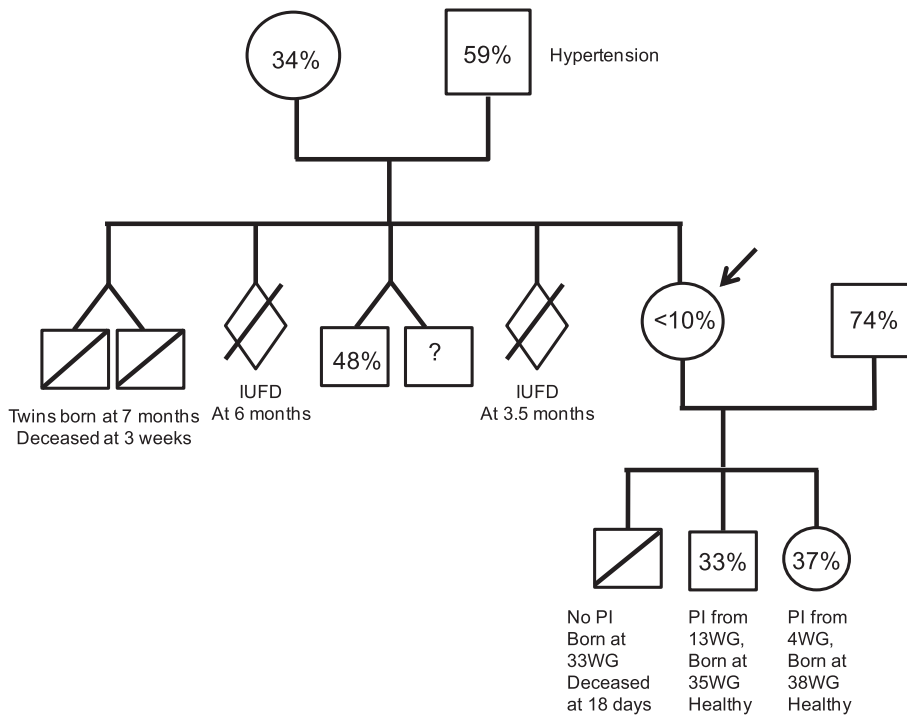 34%
59%
Hypertension
<10%
74%
48%
?
Twins born at 7 months
Deceased at 3 weeks
IUFD
At 6 months
IUFD
At 3.5 months
33%
37%
No PI
Born at
33WG
Deceased
at 18 days
PI from
13WG,
Born at
35WG
Healthy
PI from
4WG,
Born at
38WG
Healthy